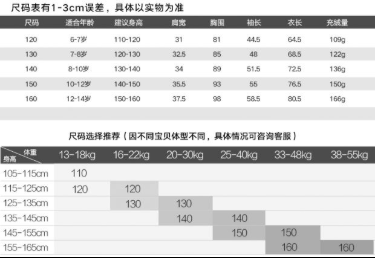 尺码表有1-3cm误差，具体以实物为准
尺码 适合年龄 建议身高 肩宽 胸围 袖长 衣长 充绒量
120 6-7岁 110-120 31 81 44.5 64.5 109g
130 7-8岁 120-130 32.5 85 48 68.5 122g
140 8-10岁 130-140 34 89 51.5 72.5 136g
150 10-12岁 140-150 35.5 93 55 76.5 150g
160 12-14岁 150-160 37.5 98 58.5 80.5 166g
尺码选择推荐（因不同宝贝体型不同，具体情况可咨询客服）
体重 13-18kg 16-22kg 20-30kg 25-40kg 33-48kg 38-55kg
身高
105-115cm 110
115-125cm 120 120
125-135cm 130 130
135-145cm 140 140
145-155cm 150 150
155-165cm 160 160